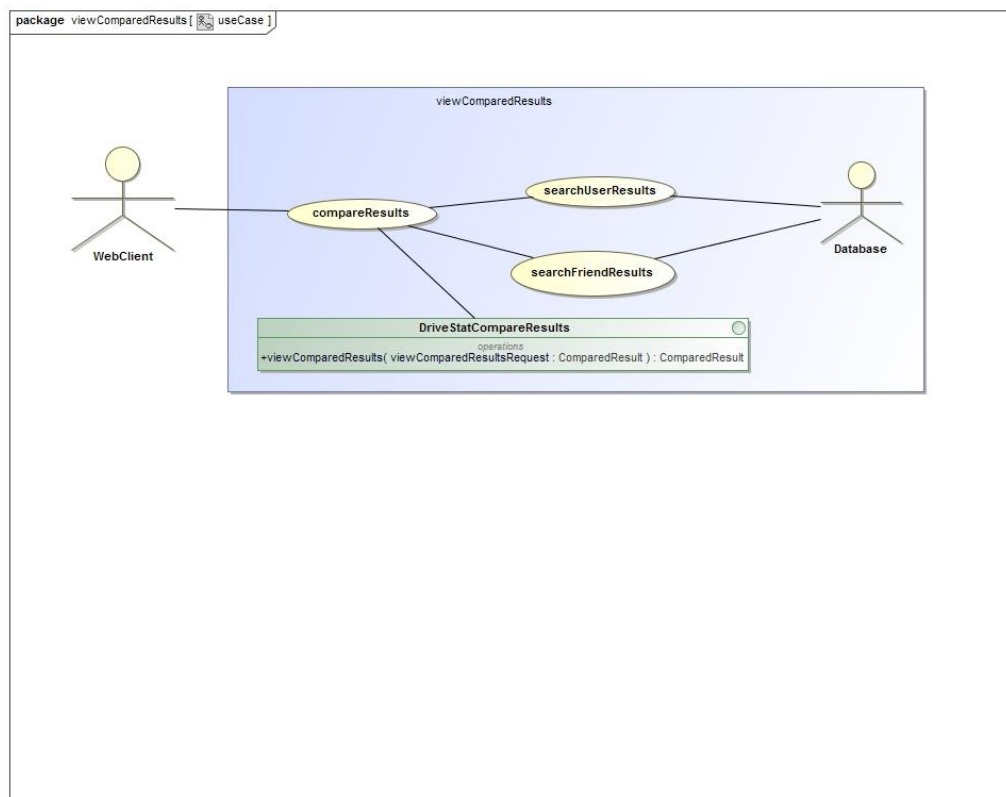 package viewComparedResults [ useCase ]
viewComparedResults
searchUserResults
compareResults
WebClient
Database
searchFriendResults
DriveStatCompareResults
operations
+viewComparedResults( viewComparedResultsRequest : ComparedResult ) : ComparedResult